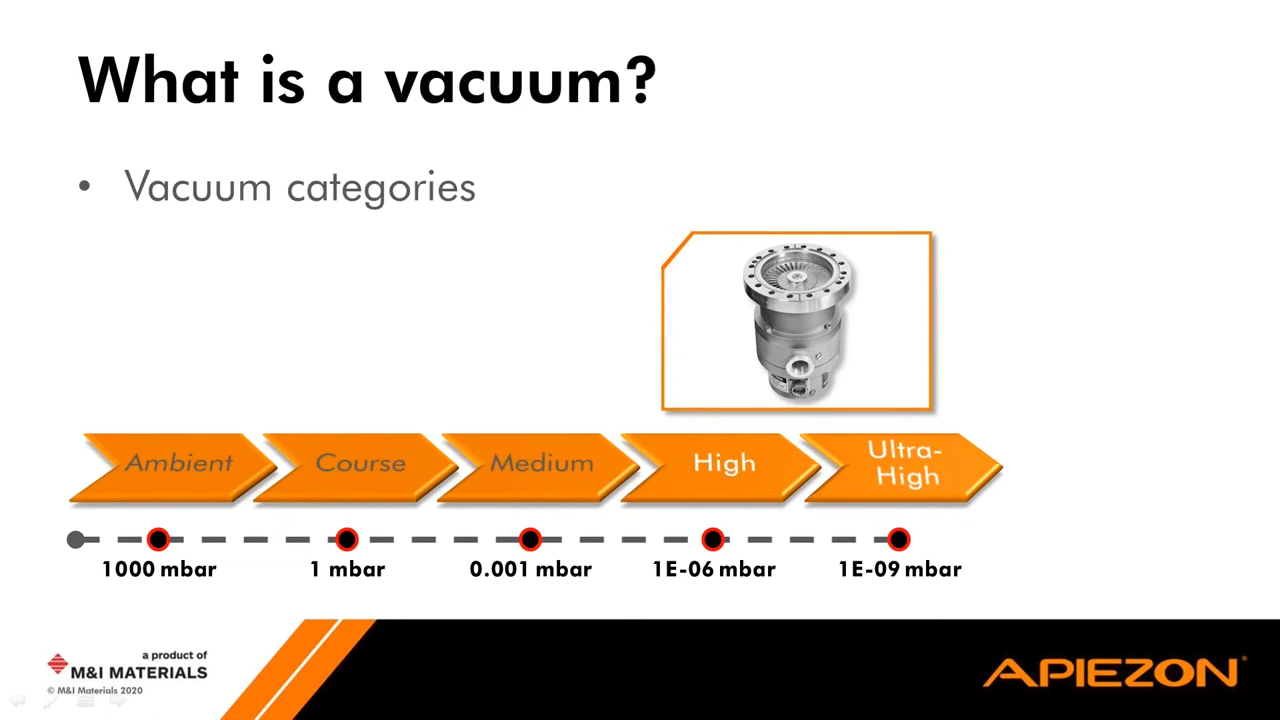 What is a vacuum?
• Vacuum categories
Ambient
Course
Medium
High
Ultra-
High
1000 mbar
1 mbar
0.001 mbar
1E-06 mbar
1E-09 mbar
a product of
M&I MATERIALS
© M&I Materials 2020
APIEZON®